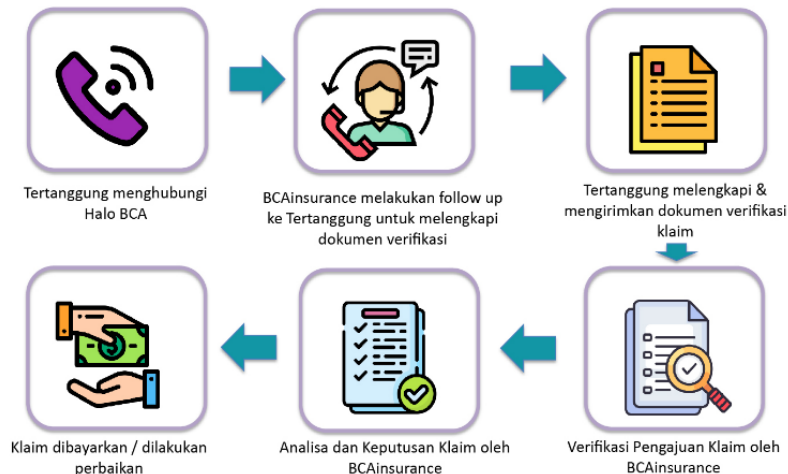 Tertanggung menghubungi
Halo BCA
BCAinsurance melakukan follow up
ke Tertanggung untuk melengkapi
dokumen verifikasi
Tertanggung melengkapi &
mengirimkan dokumen verifikasi
klaim
Verifikasi Pengajuan Klaim oleh
BCAinsurance
Analisa dan Keputusan Klaim oleh
BCAinsurance
Klaim dibayarkan / dilakukan
perbaikan